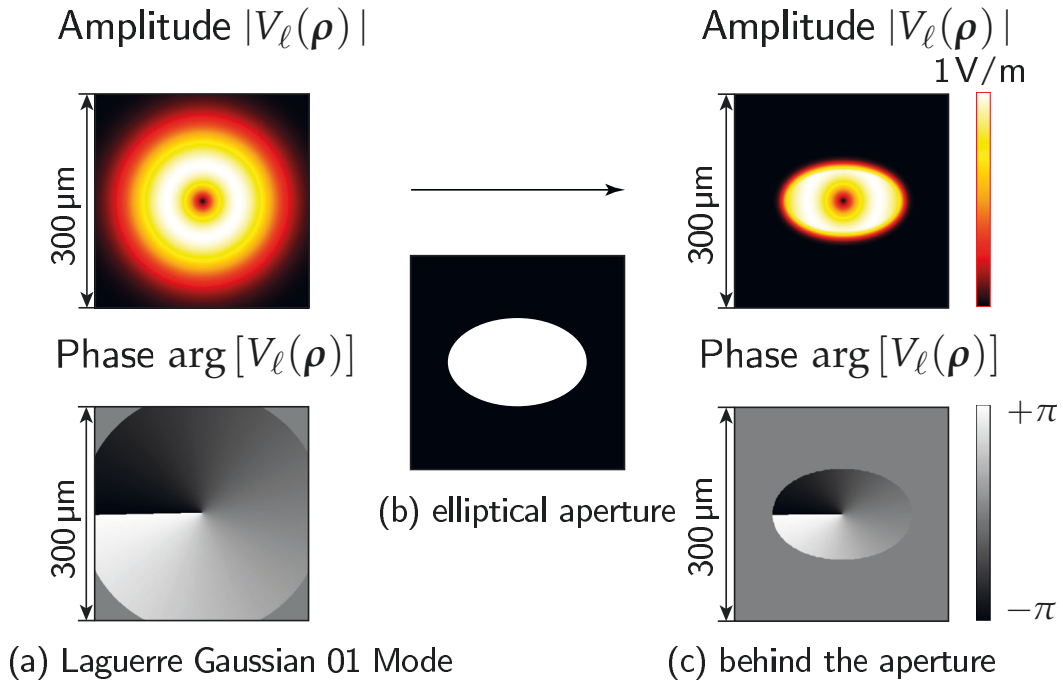 Amplitude |V_ℓ(ρ)|
300 µm
Phase arg [V_ℓ(ρ)]
300 µm
(a) Laguerre Gaussian 01 Mode
(b) elliptical aperture
Amplitude |V_ℓ(ρ)|
1 V/m
300 µm
Phase arg [V_ℓ(ρ)]
+π
300 µm
−π
(c) behind the aperture